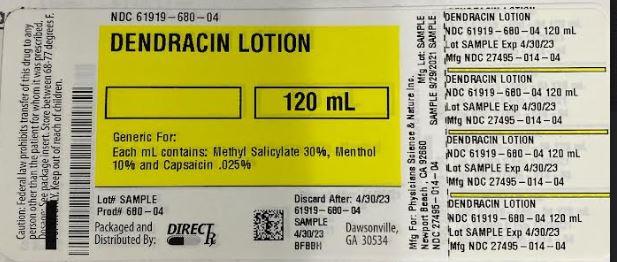 Caution: Federal law prohibits transfer of this drug to any
person other than the patient for whom it was prescribed.
package insert. Store between 68-77 degrees F.
Keep out of reach of children.
NDC 61919-680-04
DENDRACIN LOTION
120 mL
Generic For:
Each mL contains: Methyl Salicylate 30%, Menthol
10% and Capsaicin .025%
Lot# SAMPLE
Prod# 680-04
Packaged and
Distributed By:
DIRECT Rx
Discard After: 4/30/23
61919-680-04
SAMPLE
4/30/23
BFBBH
Dawsonville,
GA 30534
Mfg For: Physicians Science & Nature Inc.
Newport Beach , CA 92660
NDC 27495-014-04
Mfg Lot: SAMPLE
SAMPLE 9/29/2021 SAMPLE
DENDRACIN LOTION
NDC 61919-680-04 120 mL
Lot SAMPLE Exp 4/30/23
Mfg NDC 27495-014-04
DENDRACIN LOTION
NDC 61919-680-04 120 mL
Lot SAMPLE Exp 4/30/23
Mfg NDC 27495-014-04
DENDRACIN LOTION
NDC 61919-680-04 120 mL
Lot SAMPLE Exp 4/30/23
Mfg NDC 27495-014-04
DENDRACIN LOTION
NDC 61919-680-04 120 mL
Lot SAMPLE Exp 4/30/23
Mfg NDC 27495-014-04